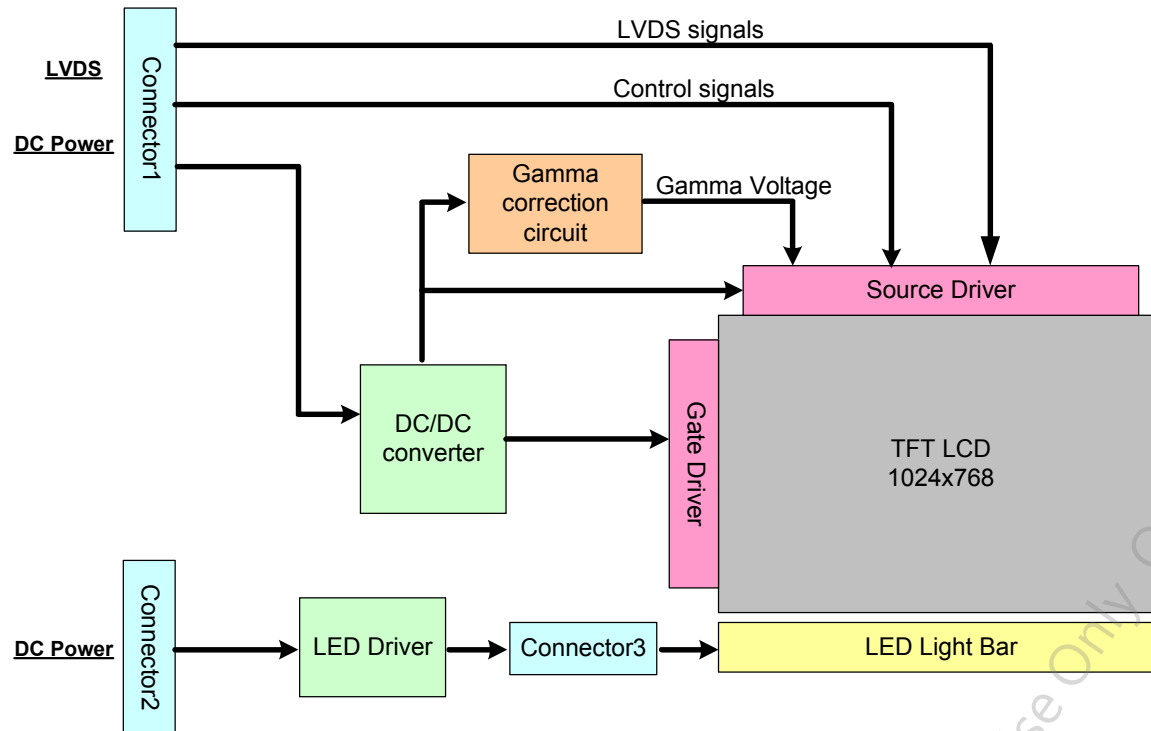 LVDS signals
LVDS
Connector1
Control signals
DC Power
Gamma
correction
circuit
Gamma Voltage
Source Driver
DC/DC
converter
Gate Driver
TFT LCD
1024x768
Connector2
DC Power
LED Driver
Connector3
LED Light Bar
Only